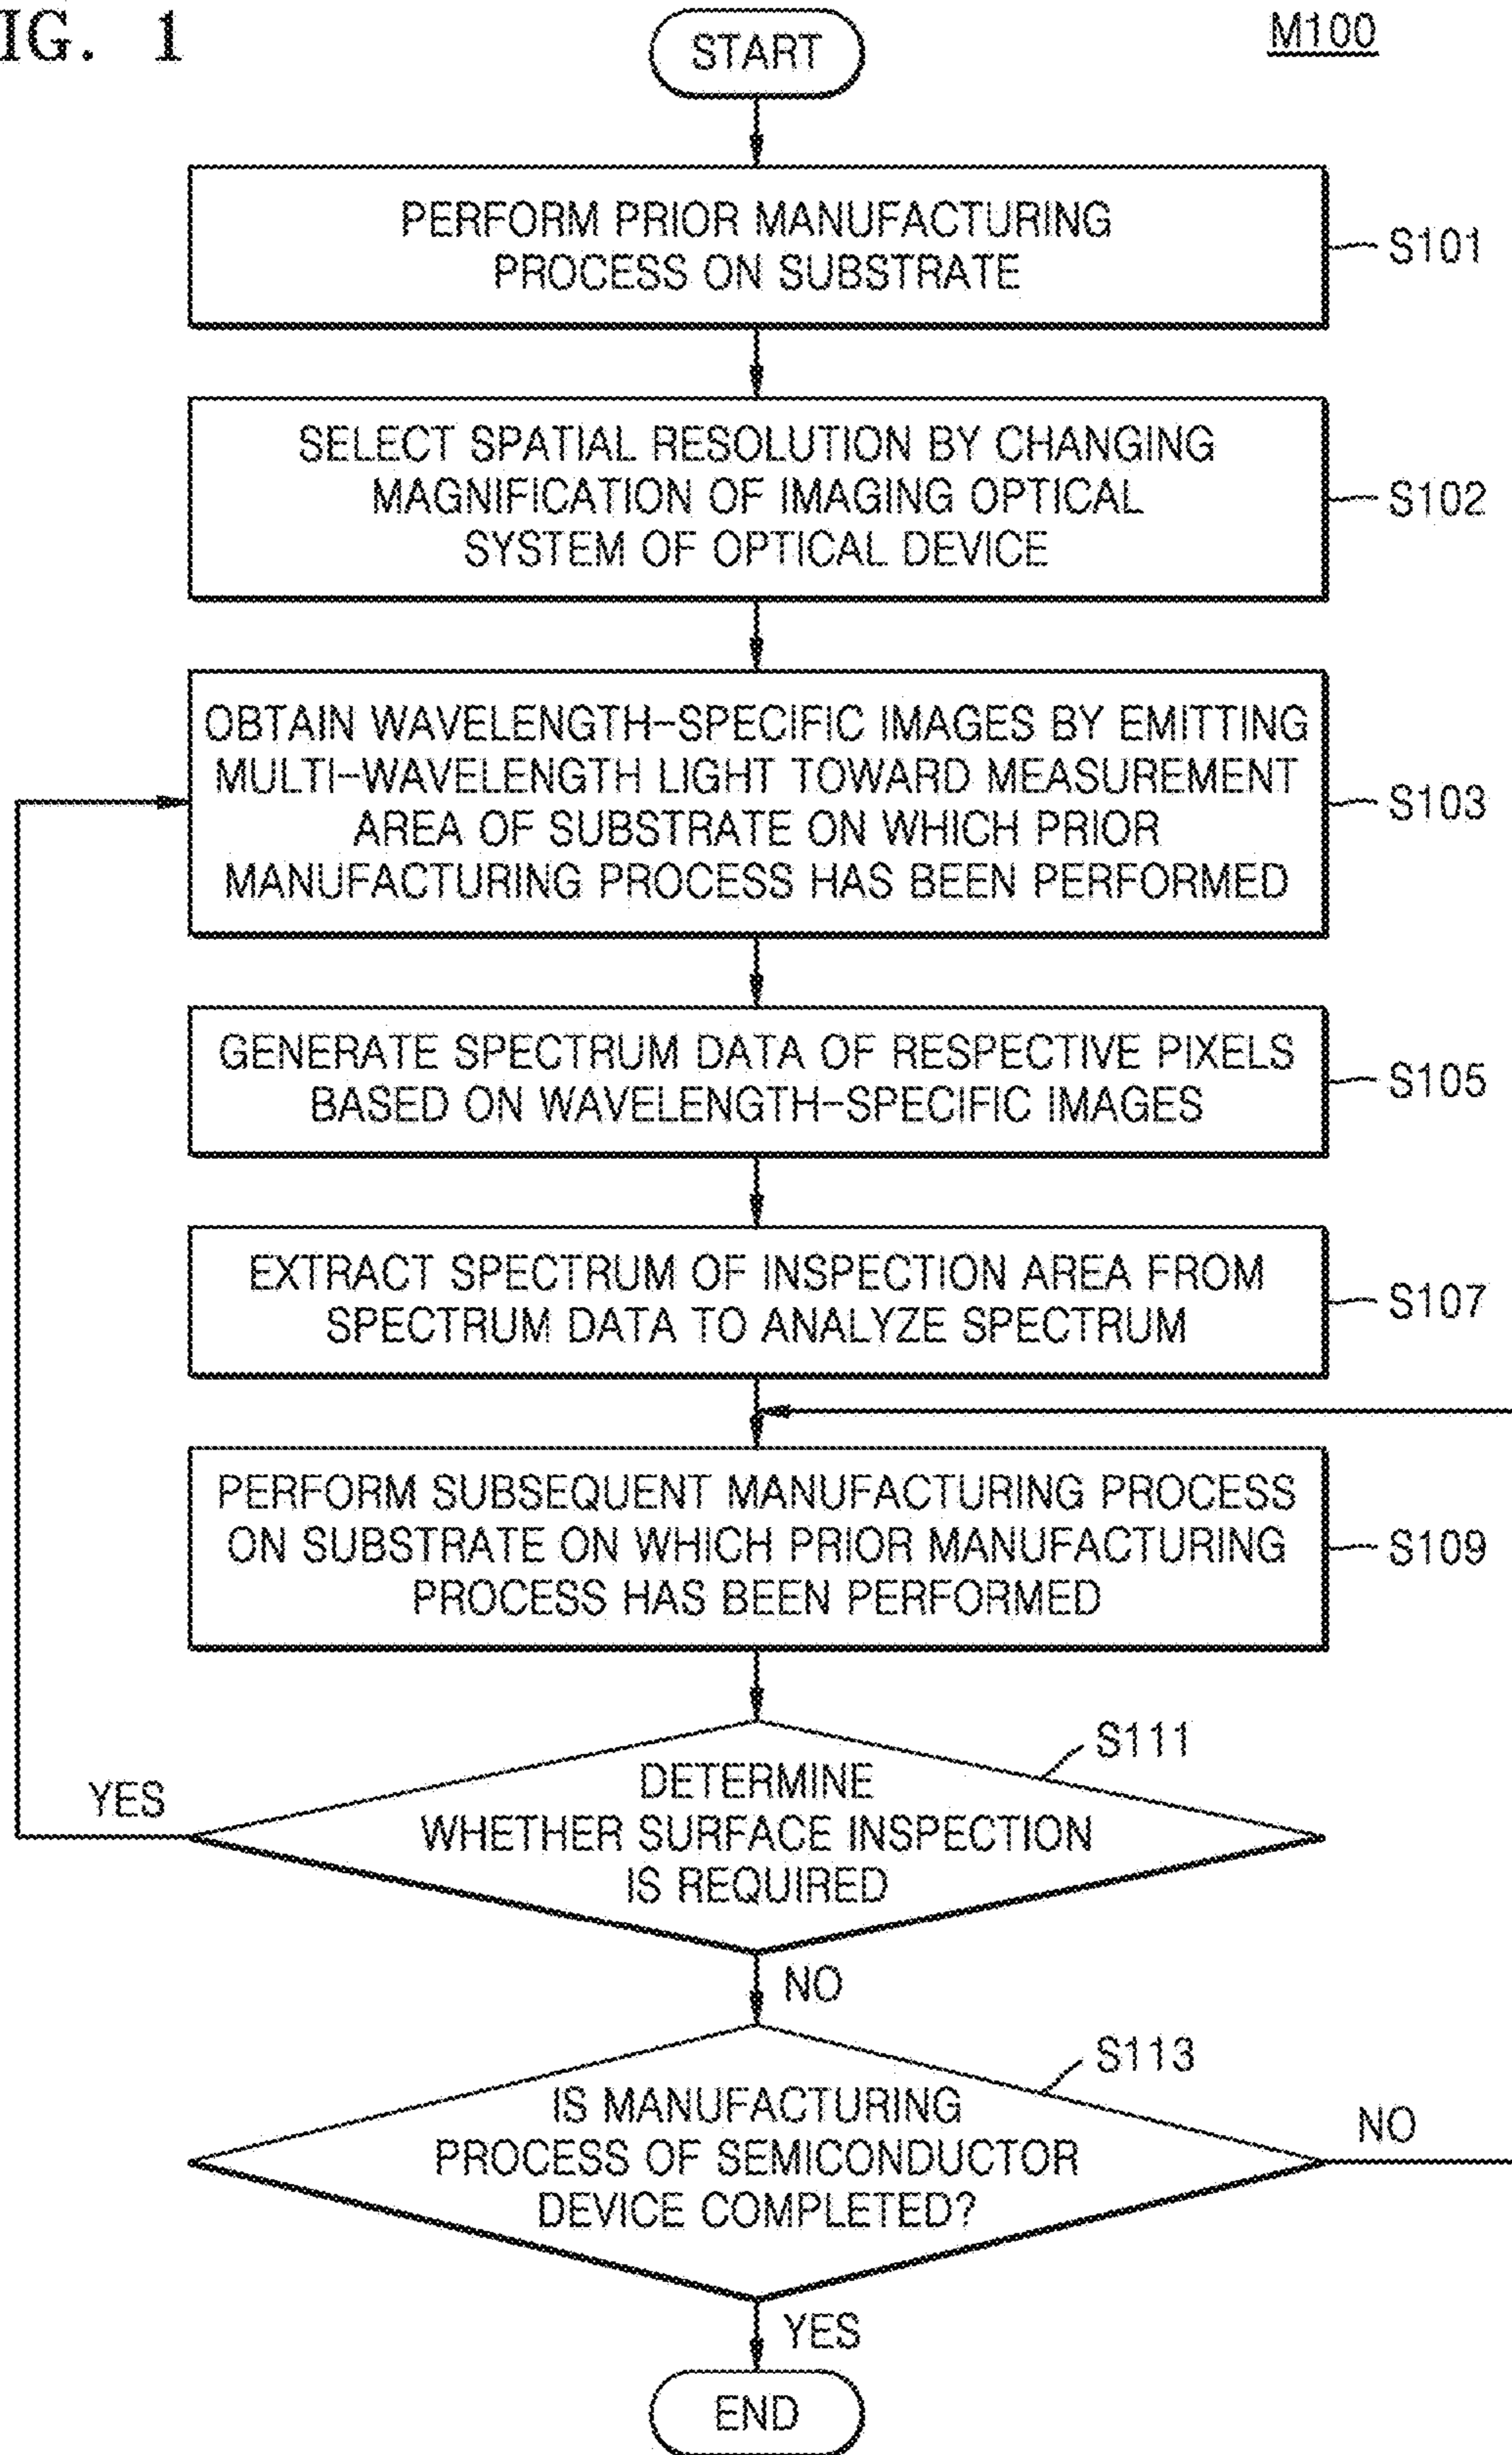 IG. 1
M100
START
PERFORM PRIOR MANUFACTURING
PROCESS ON SUBSTRATE
S101
SELECT SPATIAL RESOLUTION BY CHANGING
MAGNIFICATION OF IMAGING OPTICAL
SYSTEM OF OPTICAL DEVICE
S102
OBTAIN WAVELENGTH-SPECIFIC IMAGES BY EMITTING
MULTI-WAVELENGTH LIGHT TOWARD MEASUREMENT
AREA OF SUBSTRATE ON WHICH PRIOR
MANUFACTURING PROCESS HAS BEEN PERFORMED
S103
GENERATE SPECTRUM DATA OF RESPECTIVE PIXELS
BASED ON WAVELENGTH-SPECIFIC IMAGES
S105
EXTRACT SPECTRUM OF INSPECTION AREA FROM
SPECTRUM DATA TO ANALYZE SPECTRUM
S107
PERFORM SUBSEQUENT MANUFACTURING PROCESS
ON SUBSTRATE ON WHICH PRIOR MANUFACTURING
PROCESS HAS BEEN PERFORMED
S109
S111
YES
DETERMINE
WHETHER SURFACE INSPECTION
IS REQUIRED
NO
S113
IS MANUFACTURING
PROCESS OF SEMICONDUCTOR
DEVICE COMPLETED?
NO
YES
END